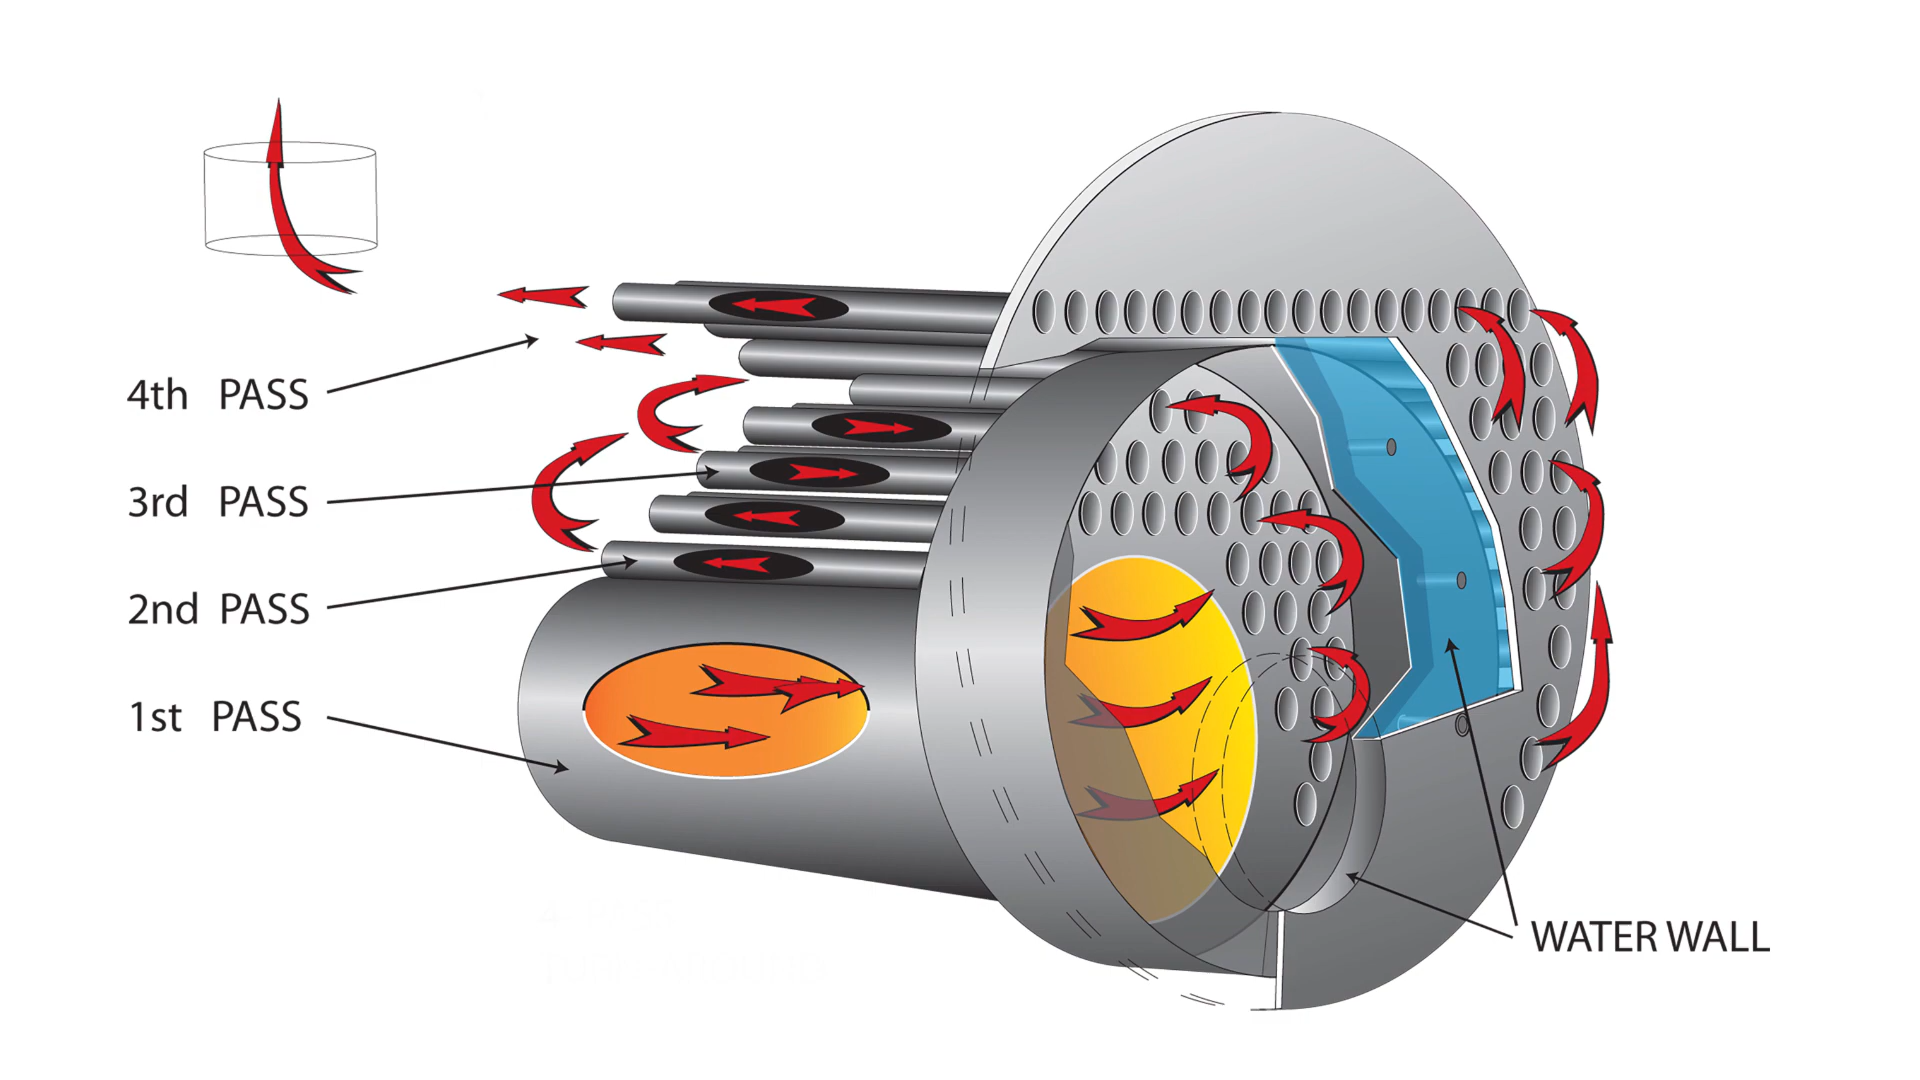 4th PASS
3rd PASS
2nd PASS
1st PASS
WATER WALL